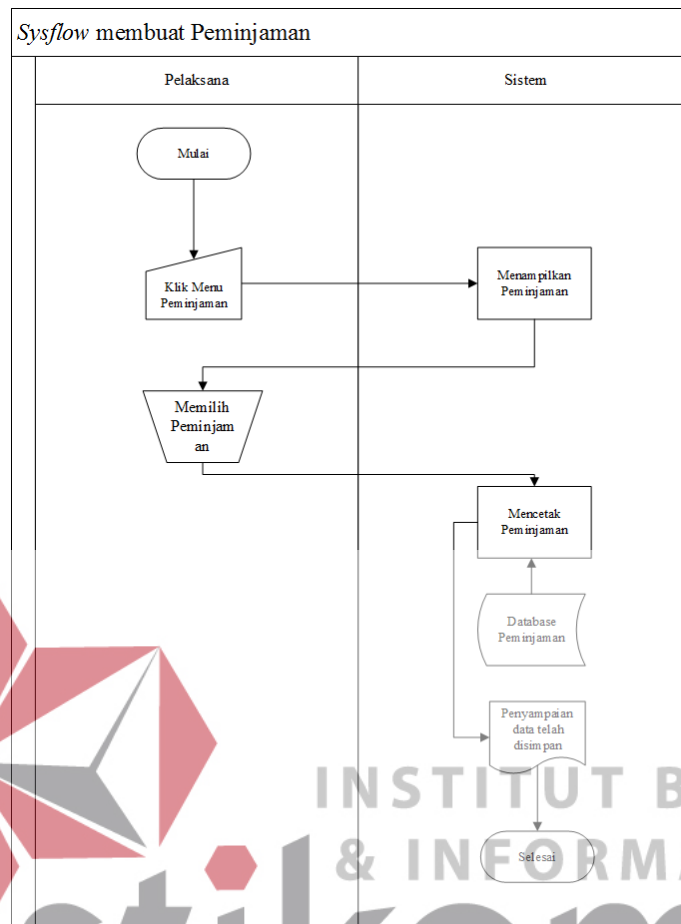 Sysflow membuat Peminjaman
Pelaksana
Sistem
Mulai
Klik Menu
Peminjaman
Menampilkan
Peminjaman
Memilih
Peminjam
an
Mencetak
Peminjaman
Database
Peminjaman
Penyampaian
data telah
disimpan
INSTITUT B
& INFORMA
Selesai